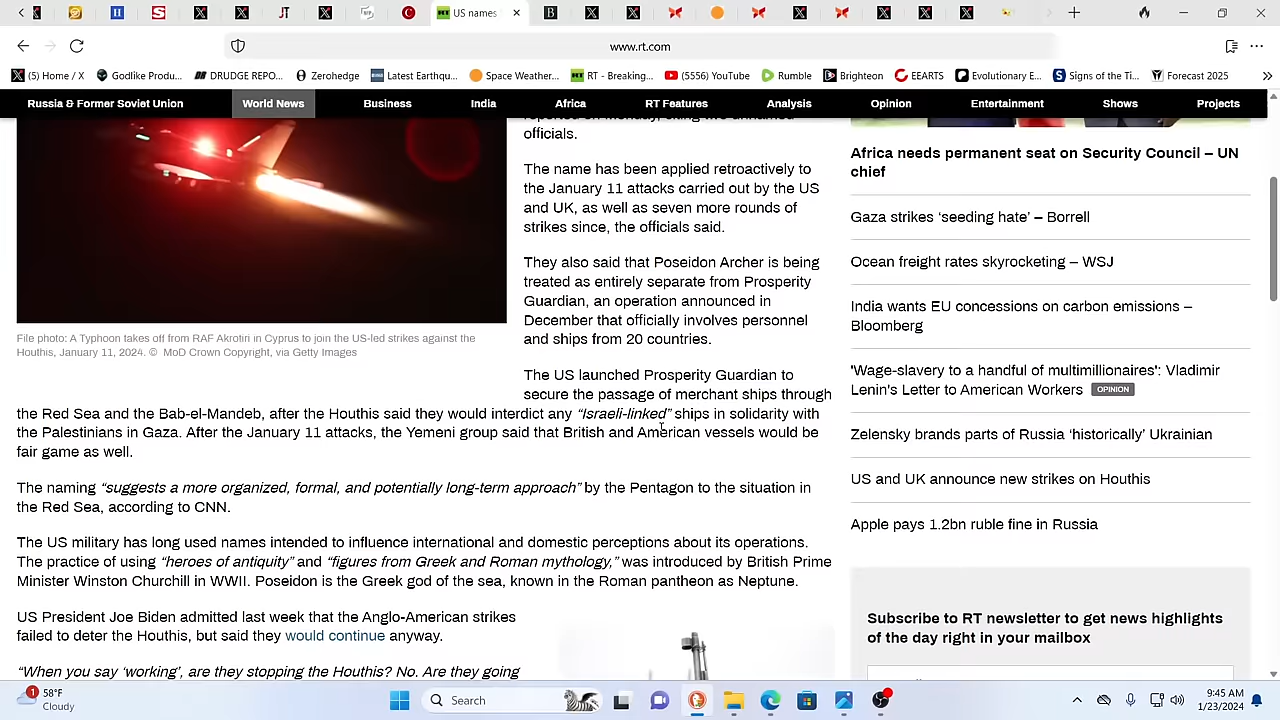 US names
www.rt.com
(5) Home / X
Godlike Produ...
DRUDGE REPO...
Zerohedge
Latest Earthqu...
Space Weather...
RT - Breaking...
(5556) YouTube
Rumble
Brighteon
EEARTS
Evolutionary E...
Signs of the Ti...
Forecast 2025
Russia & Former Soviet Union
World News
Business
India
Africa
RT Features
Analysis
Opinion
Entertainment
Shows
Projects
officials.
The name has been applied retroactively to
the January 11 attacks carried out by the US
and UK, as well as seven more rounds of
strikes since, the officials said.
They also said that Poseidon Archer is being
treated as entirely separate from Prosperity
Guardian, an operation announced in
December that officially involves personnel
and ships from 20 countries.
File photo: A Typhoon takes off from RAF Akrotiri in Cyprus to join the US-led strikes against the
Houthis, January 11, 2024. © MoD Crown Copyright, via Getty Images
The US launched Prosperity Guardian to
secure the passage of merchant ships through
the Red Sea and the Bab-el-Mandeb, after the Houthis said they would interdict any “Israeli-linked” ships in solidarity with
the Palestinians in Gaza. After the January 11 attacks, the Yemeni group said that British and American vessels would be
fair game as well.
The naming “suggests a more organized, formal, and potentially long-term approach” by the Pentagon to the situation in
the Red Sea, according to CNN.
The US military has long used names intended to influence international and domestic perceptions about its operations.
The practice of using “heroes of antiquity” and “figures from Greek and Roman mythology,” was introduced by British Prime
Minister Winston Churchill in WWII. Poseidon is the Greek god of the sea, known in the Roman pantheon as Neptune.
US President Joe Biden admitted last week that the Anglo-American strikes
failed to deter the Houthis, but said they would continue anyway.
“When you say ‘working’, are they stopping the Houthis? No. Are they going
Africa needs permanent seat on Security Council – UN
chief
Gaza strikes ‘seeding hate’ – Borrell
Ocean freight rates skyrocketing – WSJ
India wants EU concessions on carbon emissions –
Bloomberg
'Wage-slavery to a handful of multimillionaires': Vladimir
Lenin's Letter to American Workers OPINION
Zelensky brands parts of Russia ‘historically’ Ukrainian
US and UK announce new strikes on Houthis
Apple pays 1.2bn ruble fine in Russia
Subscribe to RT newsletter to get news highlights
of the day right in your mailbox
1
58°F
Cloudy
Search
9:45 AM
1/23/2024